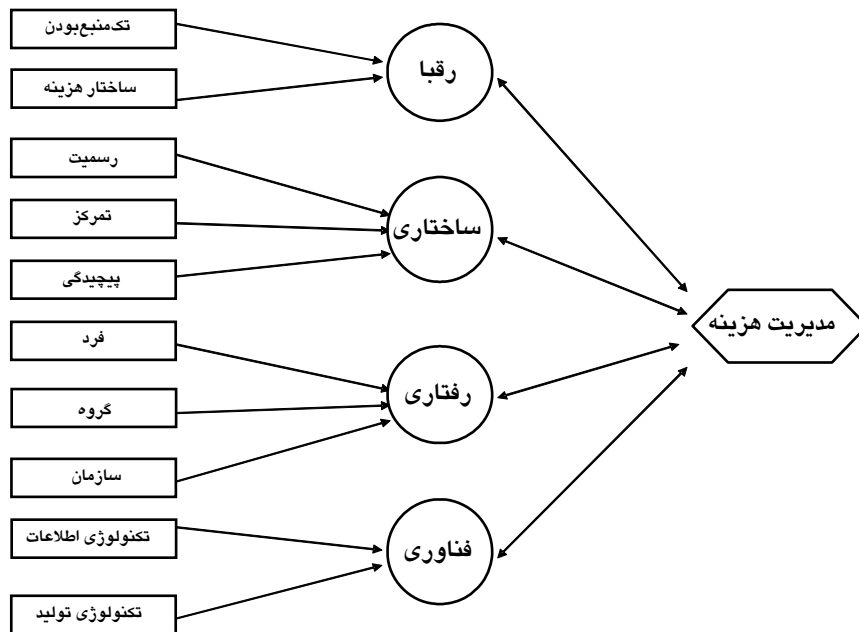 تک‌منبع‌بودن
ساختار هزینه
رسمیت
تمرکز
پیچیدگی
فرد
گروه
سازمان
تکنولوژی اطلاعات
تکنولوژی تولید
رقبا
ساختاری
رفتاری
فناوری
مدیریت هزینه